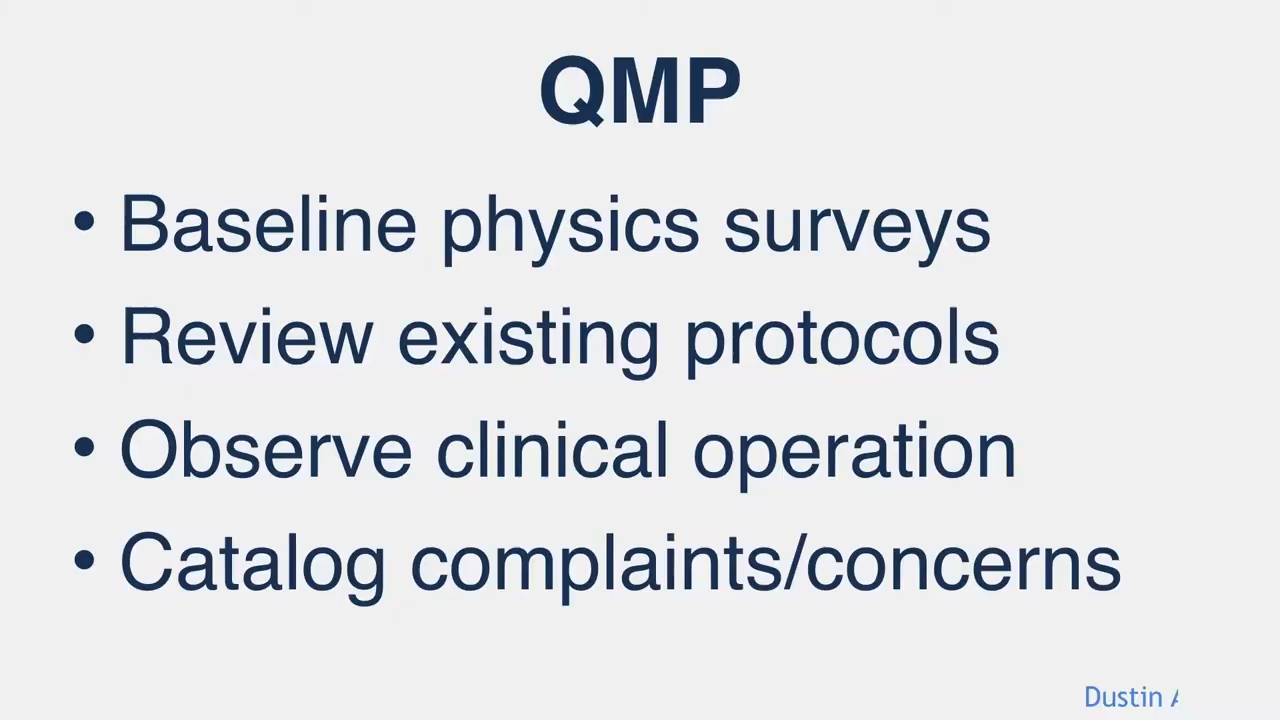 QMP
• Baseline physics surveys
• Review existing protocols
• Observe clinical operation
• Catalog complaints/concerns
Dustin